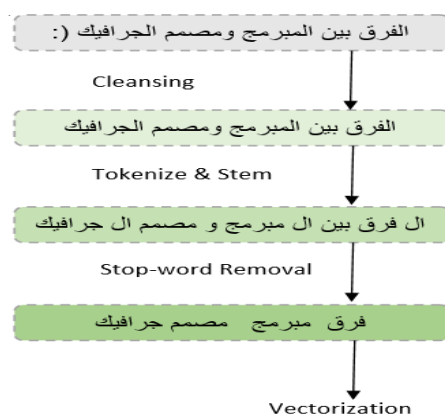 الفرق بين المبرمج ومصمم الجرافيك (:
Cleansing
الفرق بين المبرمج ومصمم الجرافيك
Tokenize & Stem
ال فرق بين ال مبرمج و مصمم ال جرافيك
Stop-word Removal
فرق مبرمج مصمم جرافيك
Vectorization